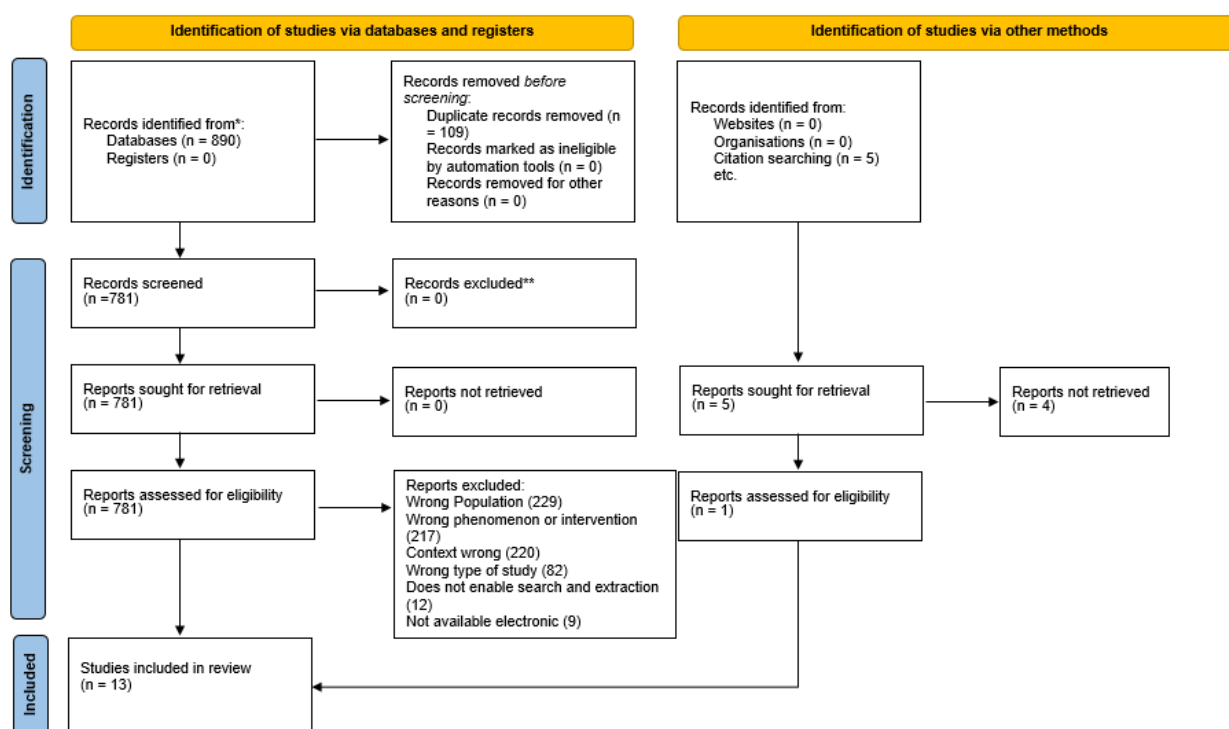 Identification of studies via databases and registers
Identification of studies via other methods
Identification
Records identified from*:
Databases (n = 890)
Registers (n = 0)
Records removed before
screening:
Duplicate records removed (n
= 109)
Records marked as ineligible
by automation tools (n = 0)
Records removed for other
reasons (n = 0)
Records identified from:
Websites (n = 0)
Organisations (n = 0)
Citation searching (n = 5)
etc.
Screening
Records screened
(n =781)
Records excluded**
(n = 0)
Reports sought for retrieval
(n = 781)
Reports not retrieved
(n = 0)
Reports sought for retrieval
(n = 5)
Reports not retrieved
(n = 4)
Reports assessed for eligibility
(n = 781)
Reports excluded:
Wrong Population (229)
Wrong phenomenon or intervention
(217)
Context wrong (220)
Wrong type of study (82)
Does not enable search and extraction
(12)
Not available electronic (9)
Reports assessed for eligibility
(n = 1)
Included
Studies included in review
(n = 13)